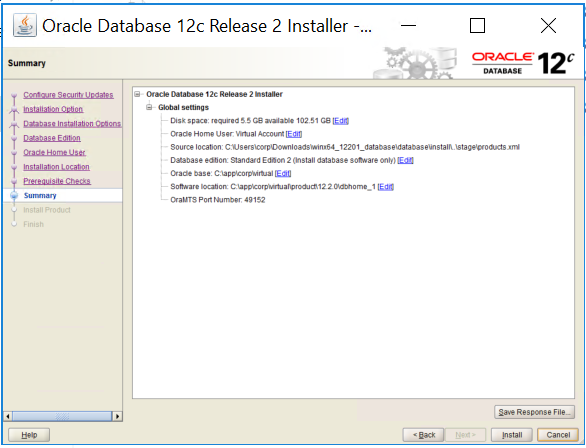 Oracle Database 12c Release 2 Installer -...
Summary
ORACLE
DATABASE
12c
Configure Security Updates
Installation Option
Database Installation Options
Database Edition
Oracle Home User
Installation Location
Prerequisite Checks
Summary
Install Product
Finish
Oracle Database 12c Release 2 Installer
Global settings
Disk space: required 5.5 GB available 102.51 GB [Edit]
Oracle Home User: Virtual Account [Edit]
Source location: C:\Users\corp\Downloads\winx64_12201_database\database\install\..\stage\products.xml
Database edition: Standard Edition 2 (Install database software only) [Edit]
Oracle base: C:\app\corp\virtual [Edit]
Software location: C:\app\corp\virtual\product\12.2.0\dbhome_1 [Edit]
OraMTS Port Number: 49152
Save Response File...
Help
< Back
Next >
Install
Cancel